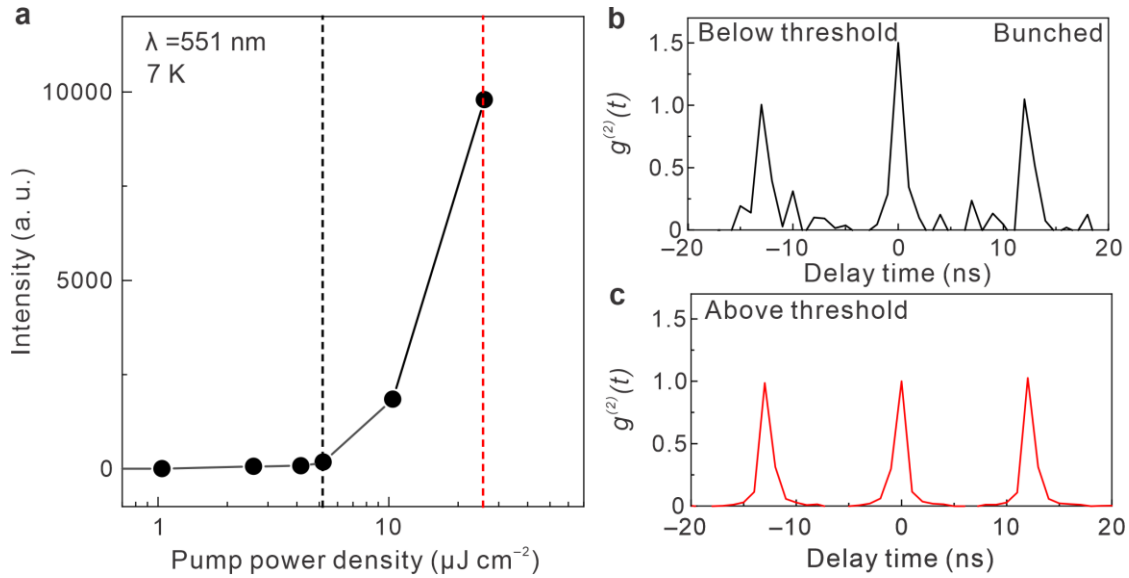 a
λ =551 nm
7 K
10000
5000
0
1
10
Intensity (a. u.)
Pump power density (μJ cm⁻²)
b
Below threshold
Bunched
1.5
1.0
0.5
0
−20
−10
0
10
20
g⁽²⁾(t)
Delay time (ns)
c
Above threshold
1.5
1.0
0.5
0
−20
−10
0
10
20
g⁽²⁾(t)
Delay time (ns)